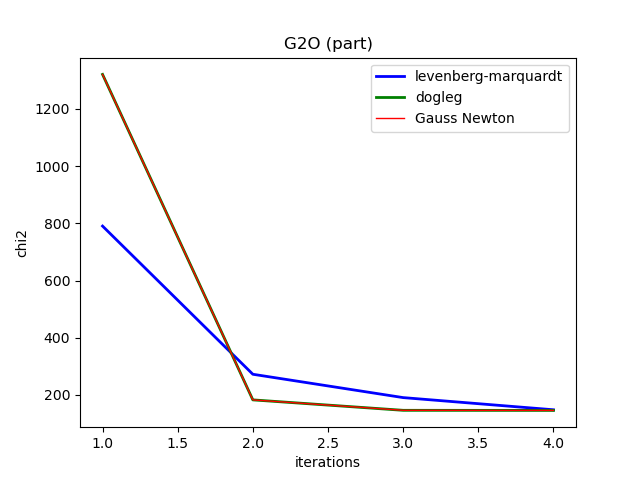 G2O (part)
levenberg-marquardt
dogleg
Gauss Newton
chi2
1200
1000
800
600
400
200
1.0 1.5 2.0 2.5 3.0 3.5 4.0
iterations